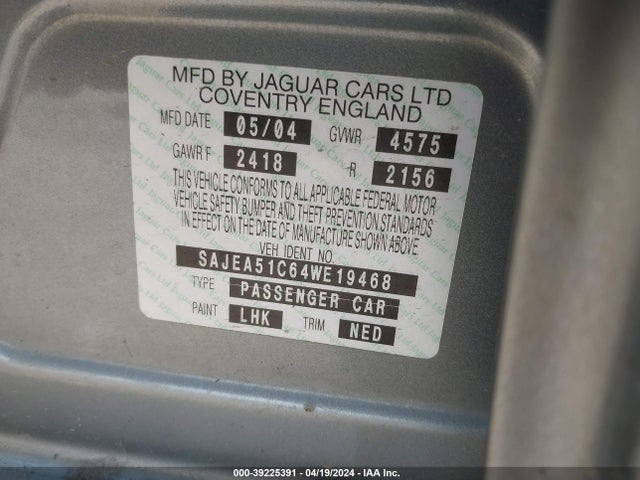 MFD BY JAGUAR CARS LTD
COVENTRY ENGLAND
MFD DATE 05/04 GVWR 4575
GAWR F 2418 R 2156
THIS VEHICLE CONFORMS TO ALL APPLICABLE FEDERAL MOTOR
VEHICLE SAFETY BUMPER AND THEFT PREVENTION STANDARDS
IN EFFECT ON THE DATE OF MANUFACTURE SHOWN ABOVE.
VEH IDENT NO.
SAJEA51C64WE19468
TYPE PASSENGER CAR
PAINT LHK TRIM NED
000-39225391 - 04/19/2024 - IAA Inc.